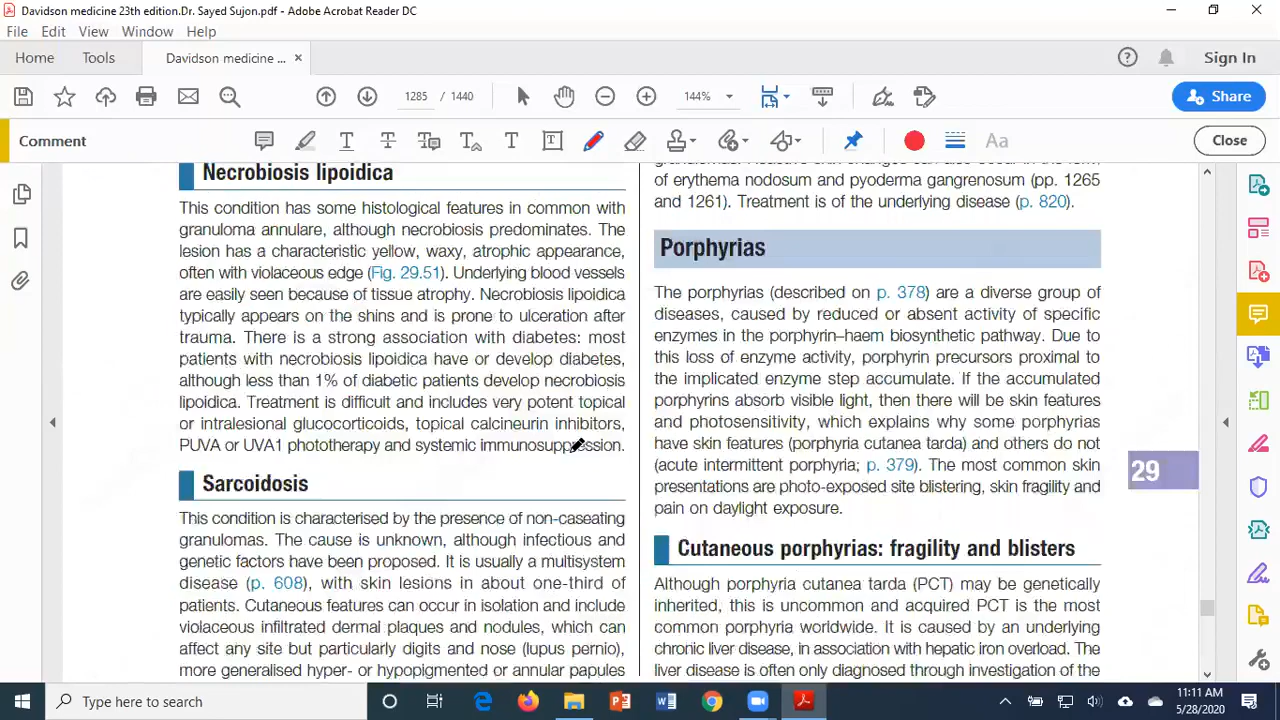 Davidson medicine 23th edition.Dr. Sayed Sujon.pdf - Adobe Acrobat Reader DC
File Edit View Window Help
Home Tools Davidson medicine ... × Sign In
1285 / 1440 144% Share
Comment Close
Necrobiosis lipoidica
This condition has some histological features in common with
granuloma annulare, although necrobiosis predominates. The
lesion has a characteristic yellow, waxy, atrophic appearance,
often with violaceous edge (Fig. 29.51). Underlying blood vessels
are easily seen because of tissue atrophy. Necrobiosis lipoidica
typically appears on the shins and is prone to ulceration after
trauma. There is a strong association with diabetes: most
patients with necrobiosis lipoidica have or develop diabetes,
although less than 1% of diabetic patients develop necrobiosis
lipoidica. Treatment is difficult and includes very potent topical
or intralesional glucocorticoids, topical calcineurin inhibitors,
PUVA or UVA1 phototherapy and systemic immunosuppression.
Sarcoidosis
This condition is characterised by the presence of non-caseating
granulomas. The cause is unknown, although infectious and
genetic factors have been proposed. It is usually a multisystem
disease (p. 608), with skin lesions in about one-third of
patients. Cutaneous features can occur in isolation and include
violaceous infiltrated dermal plaques and nodules, which can
affect any site but particularly digits and nose (lupus pernio),
more generalised hyper- or hypopigmented or annular papules
of erythema nodosum and pyoderma gangrenosum (pp. 1265
and 1261). Treatment is of the underlying disease (p. 820).
Porphyrias
The porphyrias (described on p. 378) are a diverse group of
diseases, caused by reduced or absent activity of specific
enzymes in the porphyrin–haem biosynthetic pathway. Due to
this loss of enzyme activity, porphyrin precursors proximal to
the implicated enzyme step accumulate. If the accumulated
porphyrins absorb visible light, then there will be skin features
and photosensitivity, which explains why some porphyrias
have skin features (porphyria cutanea tarda) and others do not
(acute intermittent porphyria; p. 379). The most common skin
presentations are photo-exposed site blistering, skin fragility and
pain on daylight exposure.
29
Cutaneous porphyrias: fragility and blisters
Although porphyria cutanea tarda (PCT) may be genetically
inherited, this is uncommon and acquired PCT is the most
common porphyria worldwide. It is caused by an underlying
chronic liver disease, in association with hepatic iron overload. The
liver disease is often only diagnosed through investigation of the
Type here to search
11:11 AM
5/28/2020